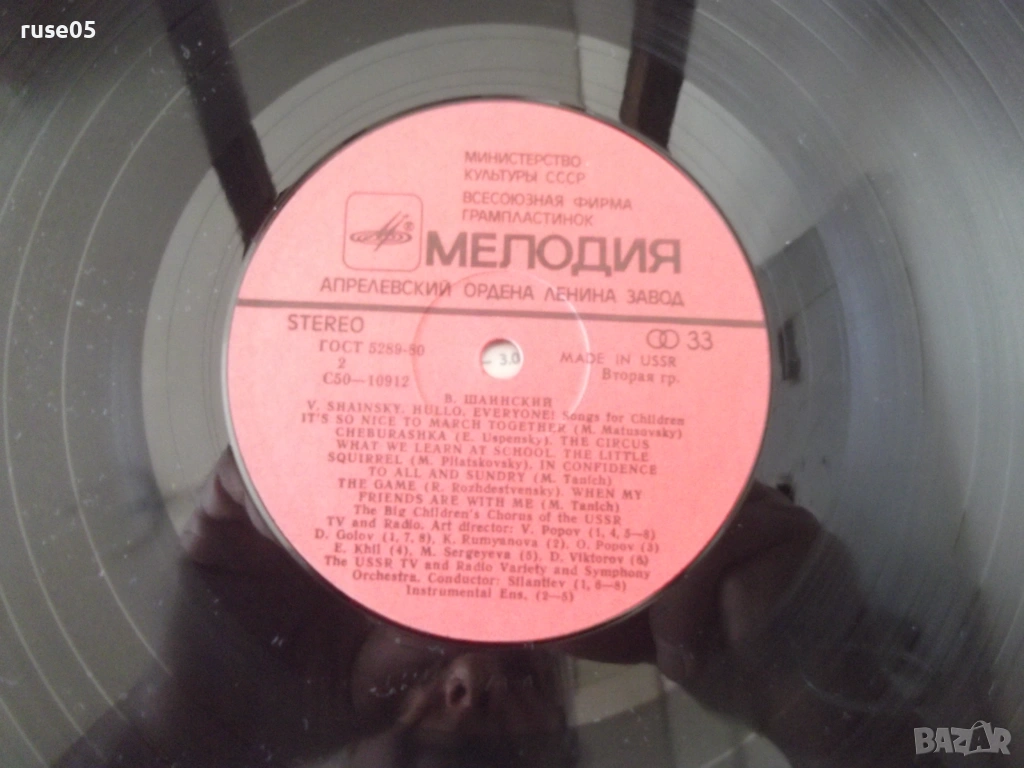 ruse05
МИНИСТЕРСТВО
КУЛЬТУРЫ СССР
ВСЕСОЮЗНАЯ ФИРМА
ГРАМПЛАСТИНОК
МЕЛОДИЯ
АПРЕЛЕВСКИЙ ОРДЕНА ЛЕНИНА ЗАВОД
STEREO
33
ГОСТ 5289-80
3.0
MADE IN USSR
2
Вторая гр.
С50—10912
В. ШАИНСКИЙ
V. SHAINSKY. HULLO, EVERYONE! Songs for Children
IT'S SO NICE TO MARCH TOGETHER (M. Matusovsky)
CHEBURASHKA (E. Uspensky). THE CIRCUS
WHAT WE LEARN AT SCHOOL. THE LITTLE
SQUIRREL (M. Pliatskovsky). IN CONFIDENCE
TO ALL AND SUNDRY (M. Tanich)
THE GAME (R. Rozhdestvensky). WHEN MY
FRIENDS ARE WITH ME (M. Tanich)
The Big Children's Chorus of the USSR
TV and Radio. Art director: V. Popov (1, 4, 5—8)
D. Golov (1, 7, 8). K. Rumyanova (2). O. Popov (3)
E. Khil (4). M. Sergeyeva (5). D. Viktorov (6)
The USSR TV and Radio Variety and Symphony
Orchestra. Conductor: Silantiev (1, 6—8)
Instrumental Ens. (2—5)
BAZAR